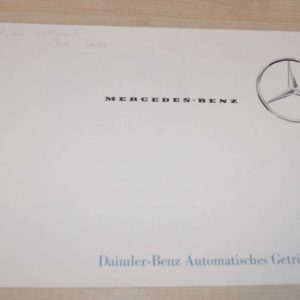 MERCEDES-BENZ
Daimler-Benz Automatisches Getri